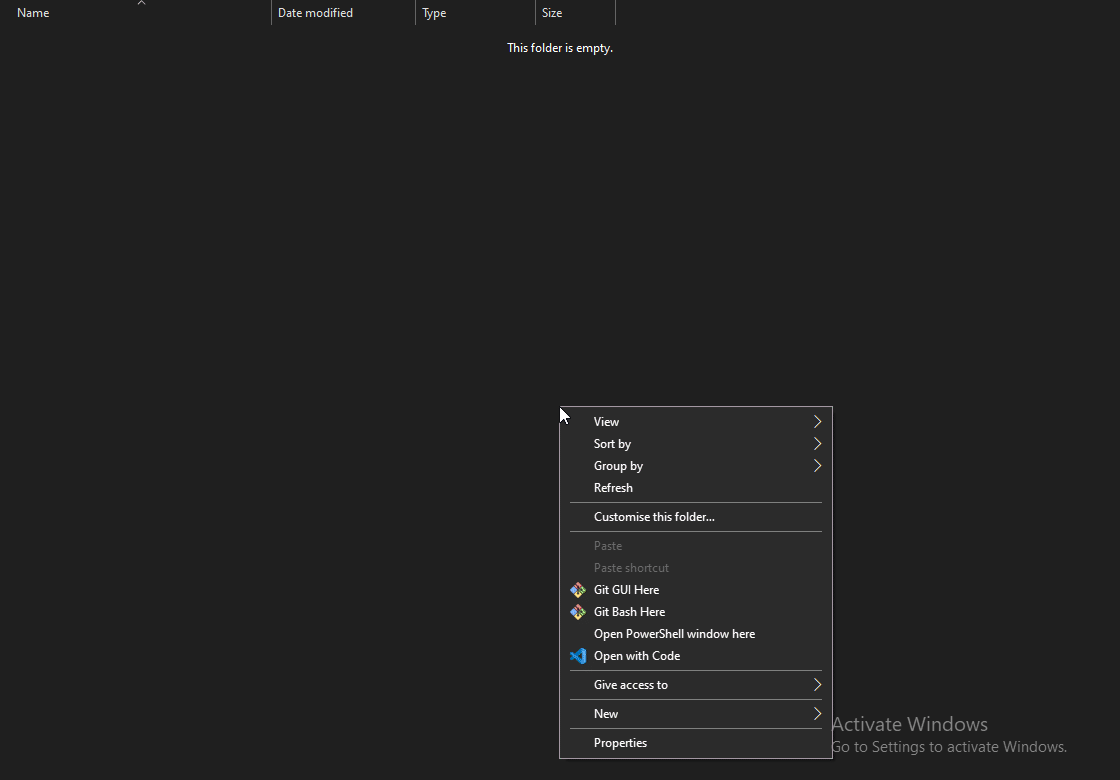 Name Date modified Type Size
This folder is empty.
View
Sort by
Group by
Refresh
Customise this folder...
Paste
Paste shortcut
Git GUI Here
Git Bash Here
Open PowerShell window here
Open with Code
Give access to
New
Properties
Activate Windows
Go to Settings to activate Windows.